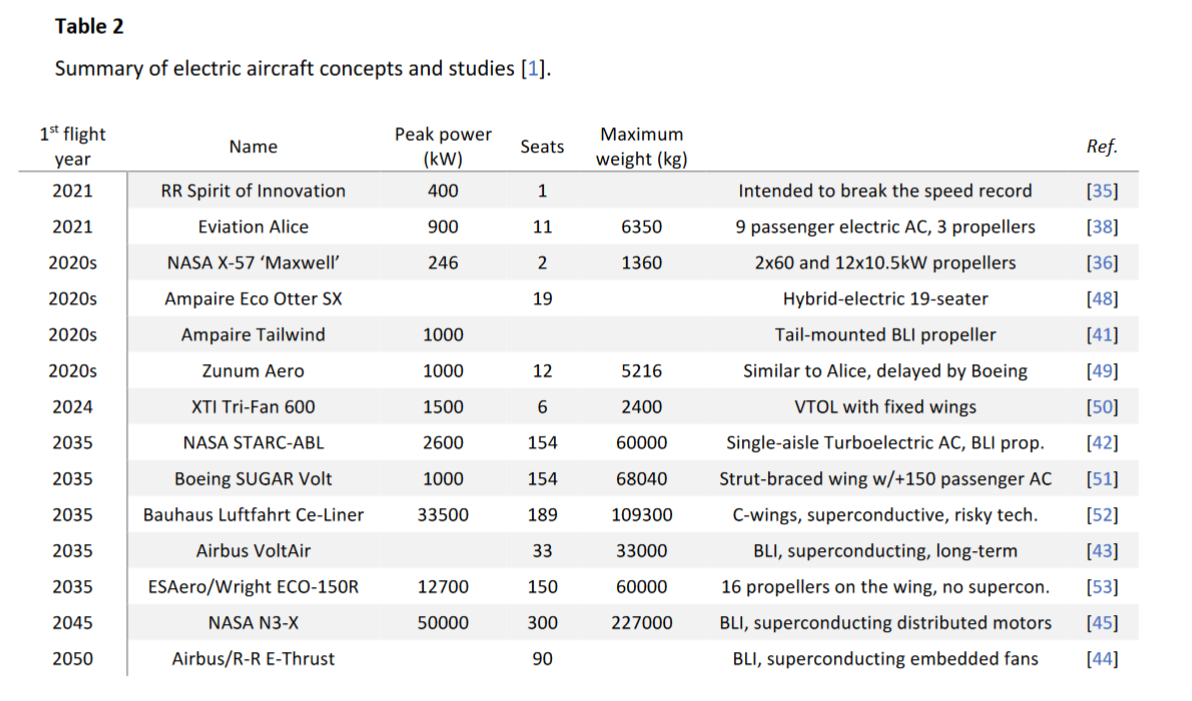 Table 2
Summary of electric aircraft concepts and studies [1].
1st flight year Name Peak power (kW) Seats Maximum weight (kg) Ref.
2021 RR Spirit of Innovation 400 1 Intended to break the speed record [35]
2021 Eviation Alice 900 11 6350 9 passenger electric AC, 3 propellers [38]
2020s NASA X-57 ‘Maxwell’ 246 2 1360 2x60 and 12x10.5kW propellers [36]
2020s Ampaire Eco Otter SX 19 Hybrid-electric 19-seater [48]
2020s Ampaire Tailwind 1000 Tail-mounted BLI propeller [41]
2020s Zunum Aero 1000 12 5216 Similar to Alice, delayed by Boeing [49]
2024 XTI Tri-Fan 600 1500 6 2400 VTOL with fixed wings [50]
2035 NASA STARC-ABL 2600 154 60000 Single-aisle Turboelectric AC, BLI prop. [42]
2035 Boeing SUGAR Volt 1000 154 68040 Strut-braced wing w/+150 passenger AC [51]
2035 Bauhaus Luftfahrt Ce-Liner 33500 189 109300 C-wings, superconductive, risky tech. [52]
2035 Airbus VoltAir 33 33000 BLI, superconducting, long-term [43]
2035 ESAero/Wright ECO-150R 12700 150 60000 16 propellers on the wing, no supercon. [53]
2045 NASA N3-X 50000 300 227000 BLI, superconducting distributed motors [45]
2050 Airbus/R-R E-Thrust 90 BLI, superconducting embedded fans [44]